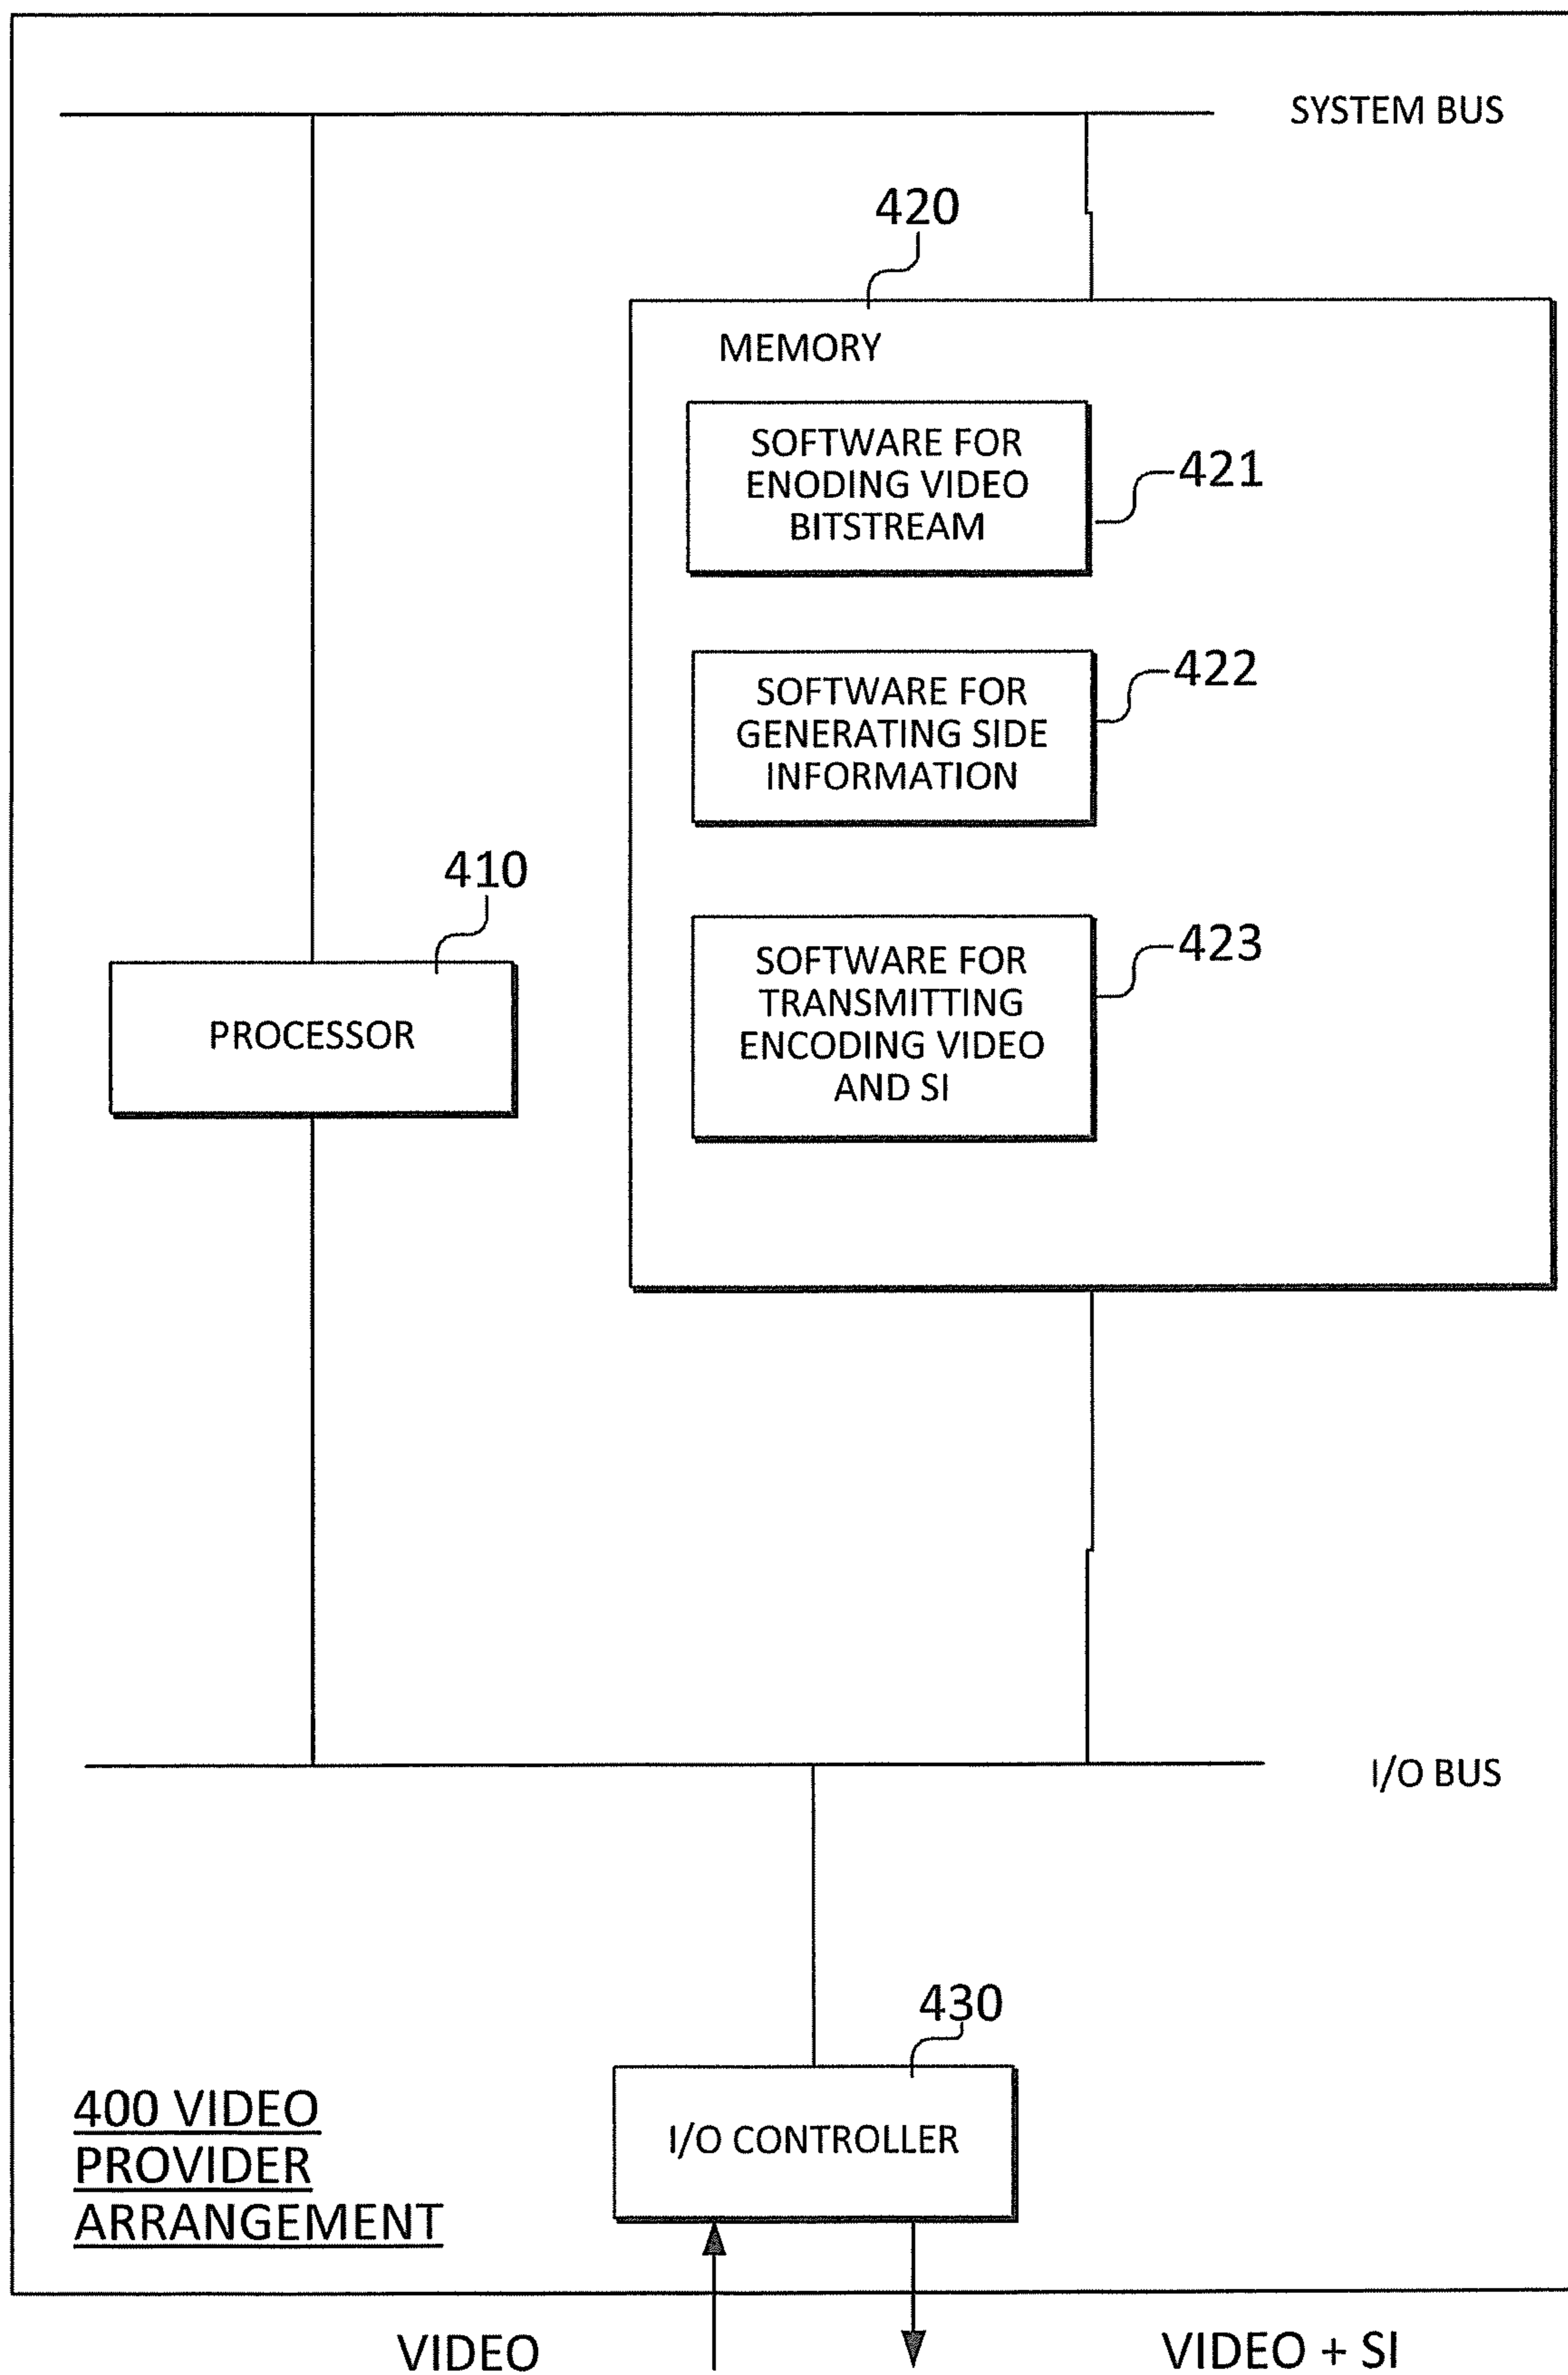 SYSTEM BUS
420
MEMORY
SOFTWARE FOR
ENODING VIDEO
BITSTREAM
421
SOFTWARE FOR
GENERATING SIDE
INFORMATION
422
410
PROCESSOR
SOFTWARE FOR
TRANSMITTING
ENCODING VIDEO
AND SI
423
I/O BUS
430
I/O CONTROLLER
400 VIDEO
PROVIDER
ARRANGEMENT
VIDEO
VIDEO + SI